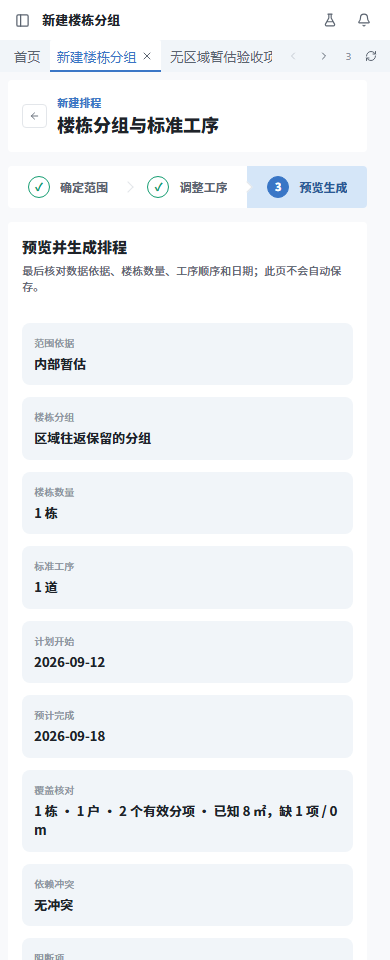 新建楼栋分组
首页
新建楼栋分组
无区域暂估验收项
3
新建排程
楼栋分组与标准工序
确定范围
调整工序
3 预览生成
预览并生成排程
最后核对数据依据、楼栋数量、工序顺序和日期；此页不会自动保
存。
范围依据
内部暂估
楼栋分组
区域往返保留的分组
楼栋数量
1 栋
标准工序
1 道
计划开始
2026-09-12
预计完成
2026-09-18
覆盖核对
1 栋 · 1 户 · 2 个有效分项 · 已知 8 ㎡，缺 1 项 / 0
m
依赖冲突
无冲突
阻断项